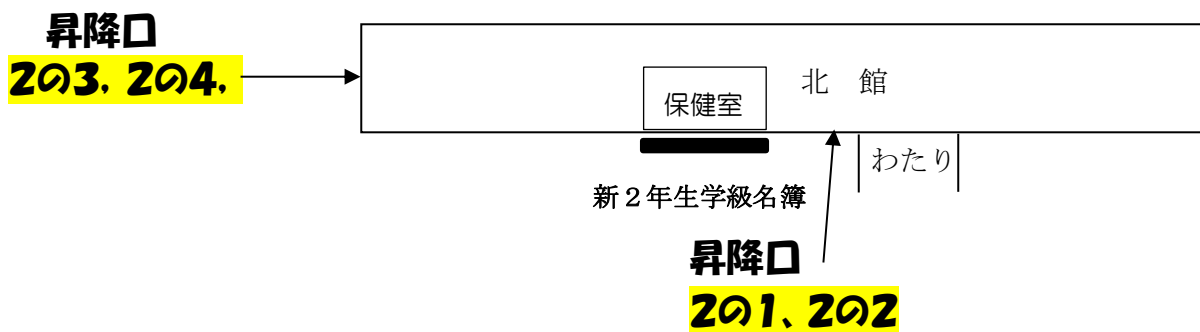 昇降口
2の3, 2の4,
保健室
北 館
わたり
新2年生学級名簿
昇降口
2の1、2の2